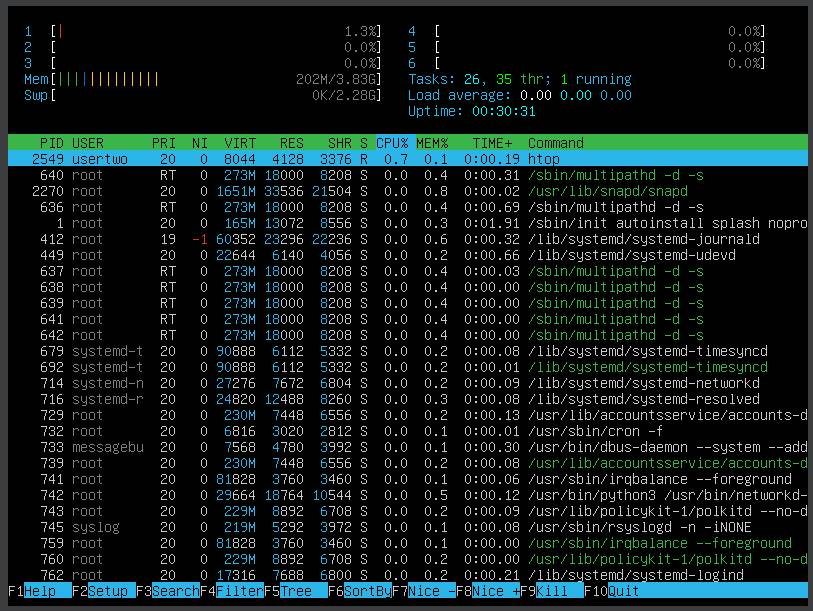 1 [| 1.3%] 4 [ 0.0%]
2 [ 0.0%] 5 [ 0.0%]
3 [ 0.0%] 6 [ 0.0%]
Mem[||||||||||||| 202M/3.83G] Tasks: 26, 35 thr; 1 running
Swp[ 0K/2.28G] Load average: 0.00 0.00 0.00
Uptime: 00:30:31
PID USER PRI NI VIRT RES SHR S CPU% MEM% TIME+ Command
2549 usertwo 20 0 8044 4128 3376 R 0.7 0.1 0:00.19 htop
640 root RT 0 273M 18000 8208 S 0.0 0.4 0:00.31 /sbin/multipathd -d -s
2270 root 20 0 1651M 33536 21504 S 0.0 0.8 0:00.02 /usr/lib/snapd/snapd
636 root RT 0 273M 18000 8208 S 0.0 0.4 0:00.69 /sbin/multipathd -d -s
1 root 20 0 165M 13072 8556 S 0.0 0.3 0:01.91 /sbin/init autoinstall splash nopro
412 root 19 -1 60352 23296 22236 S 0.0 0.6 0:00.32 /lib/systemd/systemd-journald
449 root 20 0 22644 6140 4056 S 0.0 0.2 0:00.66 /lib/systemd/systemd-udevd
637 root RT 0 273M 18000 8208 S 0.0 0.4 0:00.03 /sbin/multipathd -d -s
638 root RT 0 273M 18000 8208 S 0.0 0.4 0:00.00 /sbin/multipathd -d -s
639 root RT 0 273M 18000 8208 S 0.0 0.4 0:00.00 /sbin/multipathd -d -s
641 root RT 0 273M 18000 8208 S 0.0 0.4 0:00.00 /sbin/multipathd -d -s
642 root RT 0 273M 18000 8208 S 0.0 0.4 0:00.00 /sbin/multipathd -d -s
679 systemd-t 20 0 90888 6112 5332 S 0.0 0.2 0:00.08 /lib/systemd/systemd-timesyncd
692 systemd-t 20 0 90888 6112 5332 S 0.0 0.2 0:00.01 /lib/systemd/systemd-timesyncd
714 systemd-n 20 0 27276 7672 6804 S 0.0 0.2 0:00.09 /lib/systemd/systemd-networkd
716 systemd-r 20 0 24820 12488 8260 S 0.0 0.3 0:00.08 /lib/systemd/systemd-resolved
729 root 20 0 230M 7448 6556 S 0.0 0.2 0:00.13 /usr/lib/accountsservice/accounts-d
732 root 20 0 6816 3020 2812 S 0.0 0.1 0:00.01 /usr/sbin/cron -f
733 messagebu 20 0 7568 4780 3992 S 0.0 0.1 0:00.30 /usr/bin/dbus-daemon --system --add
739 root 20 0 230M 7448 6556 S 0.0 0.2 0:00.08 /usr/lib/accountsservice/accounts-d
741 root 20 0 81828 3760 3460 S 0.0 0.1 0:00.06 /usr/sbin/irqbalance --foreground
742 root 20 0 29664 18764 10544 S 0.0 0.5 0:00.12 /usr/bin/python3 /usr/bin/networkd-
743 root 20 0 229M 8892 6708 S 0.0 0.2 0:00.09 /usr/lib/policykit-1/polkitd --no-d
745 syslog 20 0 219M 5292 3972 S 0.0 0.1 0:00.08 /usr/sbin/rsyslogd -n -iNONE
759 root 20 0 81828 3760 3460 S 0.0 0.1 0:00.00 /usr/sbin/irqbalance --foreground
760 root 20 0 229M 8892 6708 S 0.0 0.2 0:00.00 /usr/lib/policykit-1/polkitd --no-d
762 root 20 0 17316 7688 6800 S 0.0 0.2 0:00.21 /lib/systemd/systemd-logind
F1Help F2Setup F3SearchF4FilterF5Tree F6SortByF7Nice -F8Nice +F9Kill F10Quit